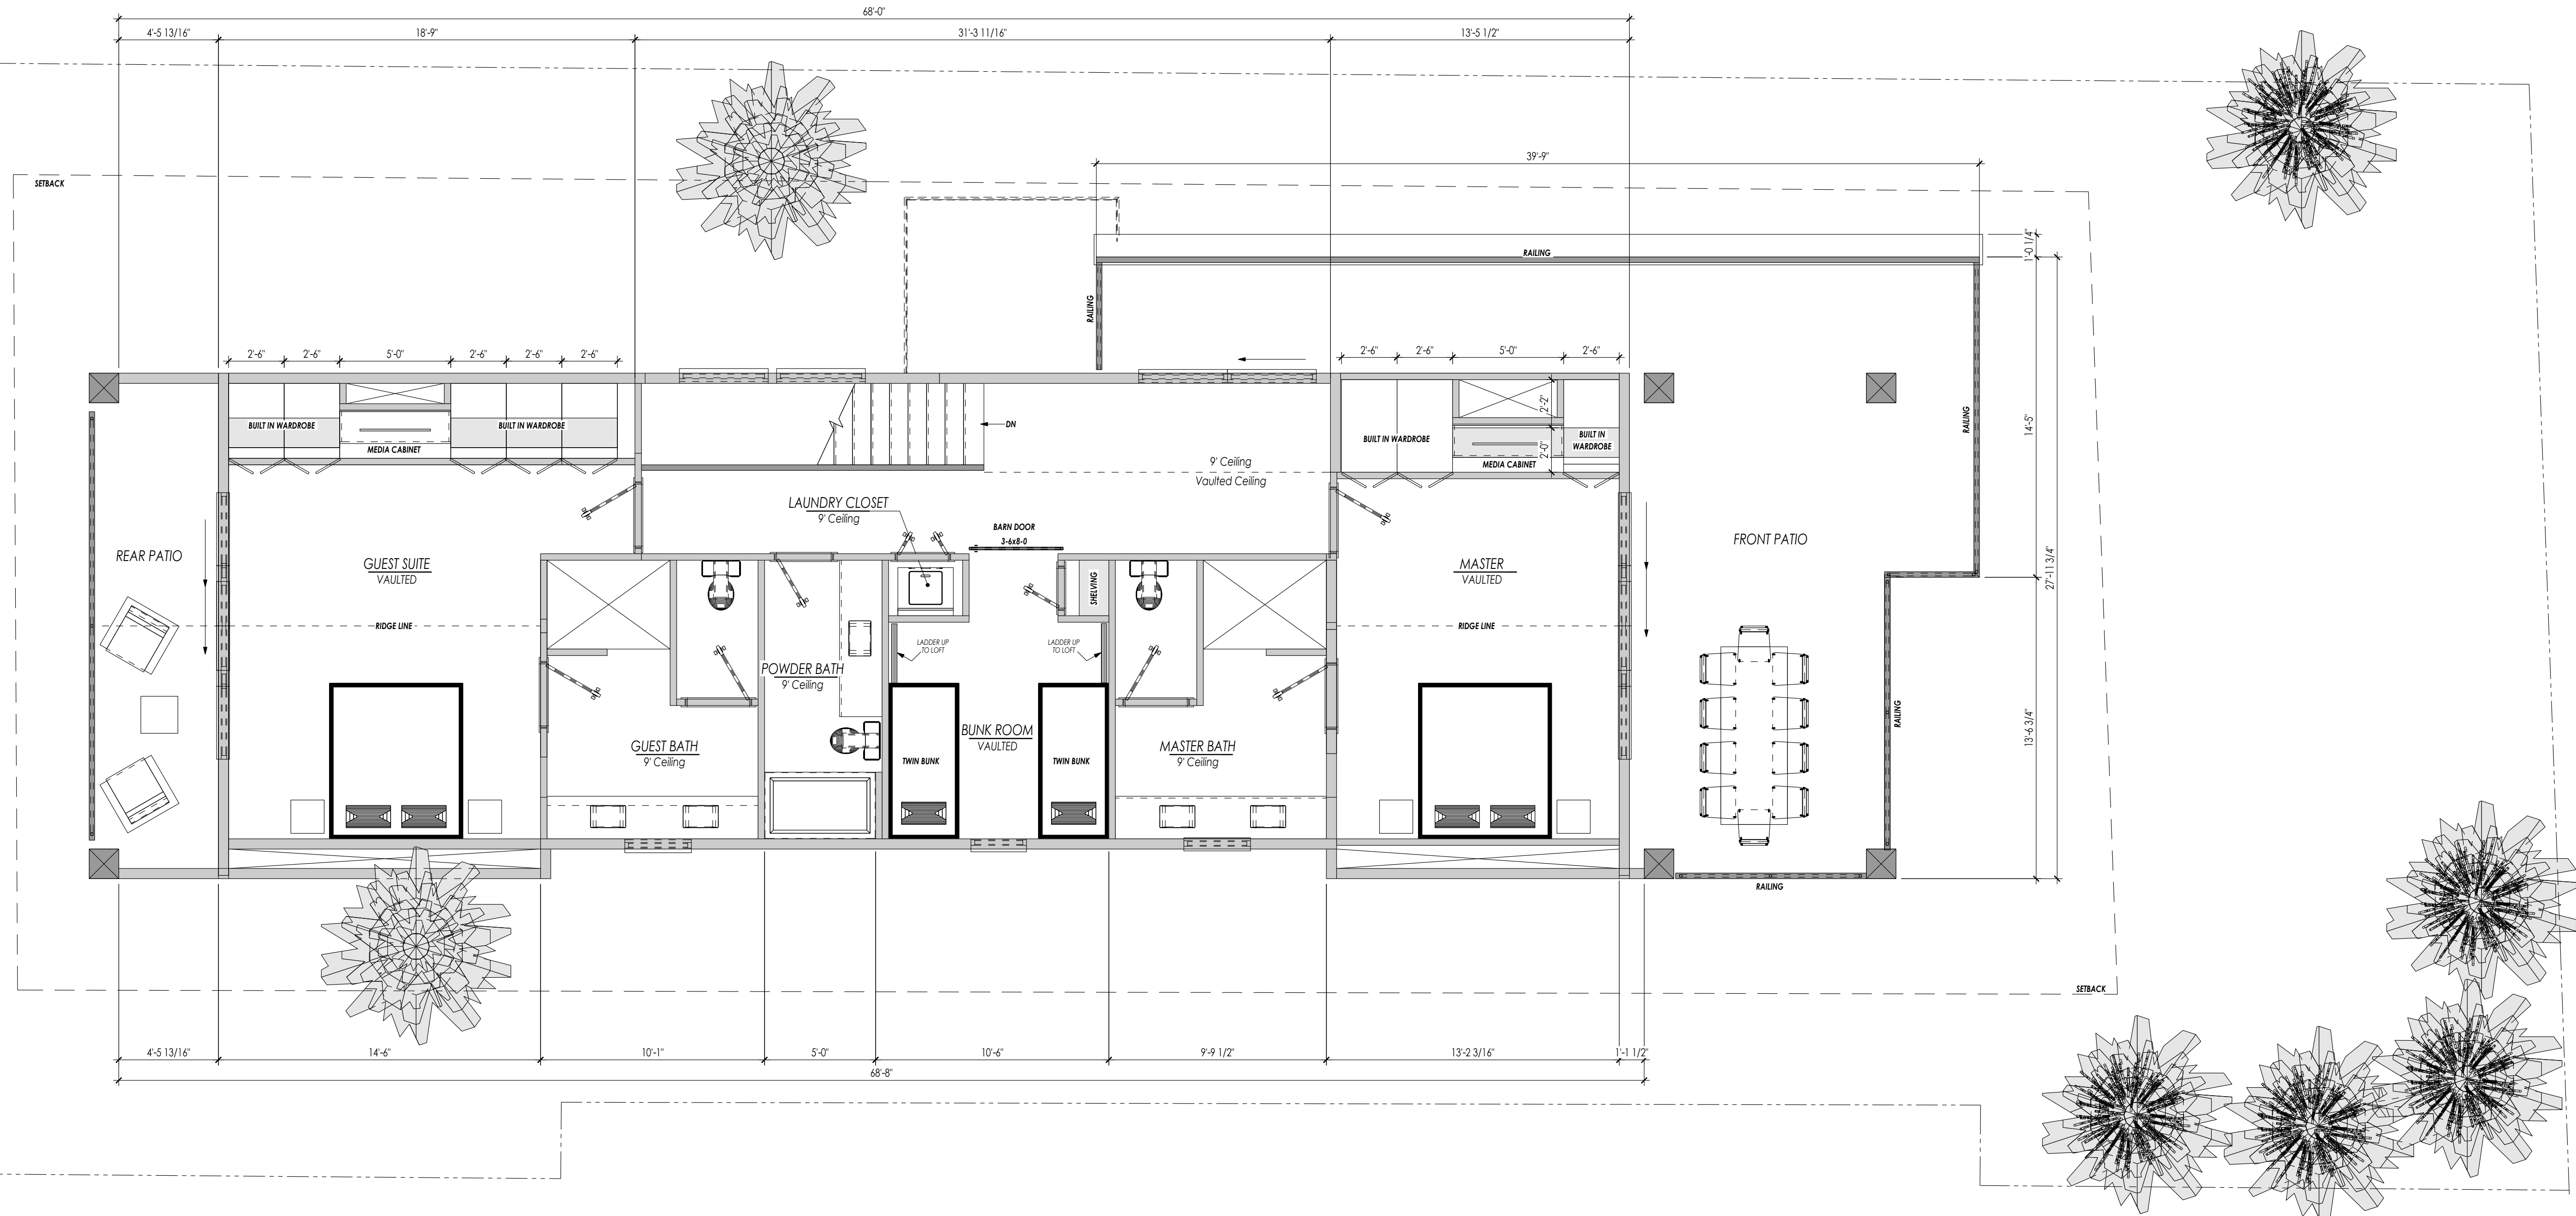 68'-0"
4'-5 13/16" 18'-9" 31'-3 11/16" 13'-5 1/2"
39'-9"
SETBACK
1'-0 1/4"
RAILING
RAILING
2'-6" 2'-6" 5'-0" 2'-6" 2'-6" 2'-6"
2'-6" 2'-6" 5'-0" 2'-6"
2'-2"
RAILING
14'-5"
BUILT IN WARDROBE
BUILT IN WARDROBE
DN
BUILT IN WARDROBE
BUILT IN
WARDROBE
MEDIA CABINET
2'-0"
MEDIA CABINET
9' Ceiling
Vaulted Ceiling
LAUNDRY CLOSET
9' Ceiling
BARN DOOR
3-6x8-0
REAR PATIO
GUEST SUITE
VAULTED
SHELVING
MASTER
VAULTED
FRONT PATIO
27'-11 3/4"
RIDGE LINE
RIDGE LINE
LADDER UP
TO LOFT
LADDER UP
TO LOFT
POWDER BATH
9' Ceiling
RAILING
13'-6 3/4"
GUEST BATH
9' Ceiling
BUNK ROOM
VAULTED
MASTER BATH
9' Ceiling
TWIN BUNK
TWIN BUNK
RAILING
SETBACK
4'-5 13/16" 14'-6" 10'-1" 5'-0" 10'-6" 9'-9 1/2" 13'-2 3/16" 1'-1 1/2"
68'-8"